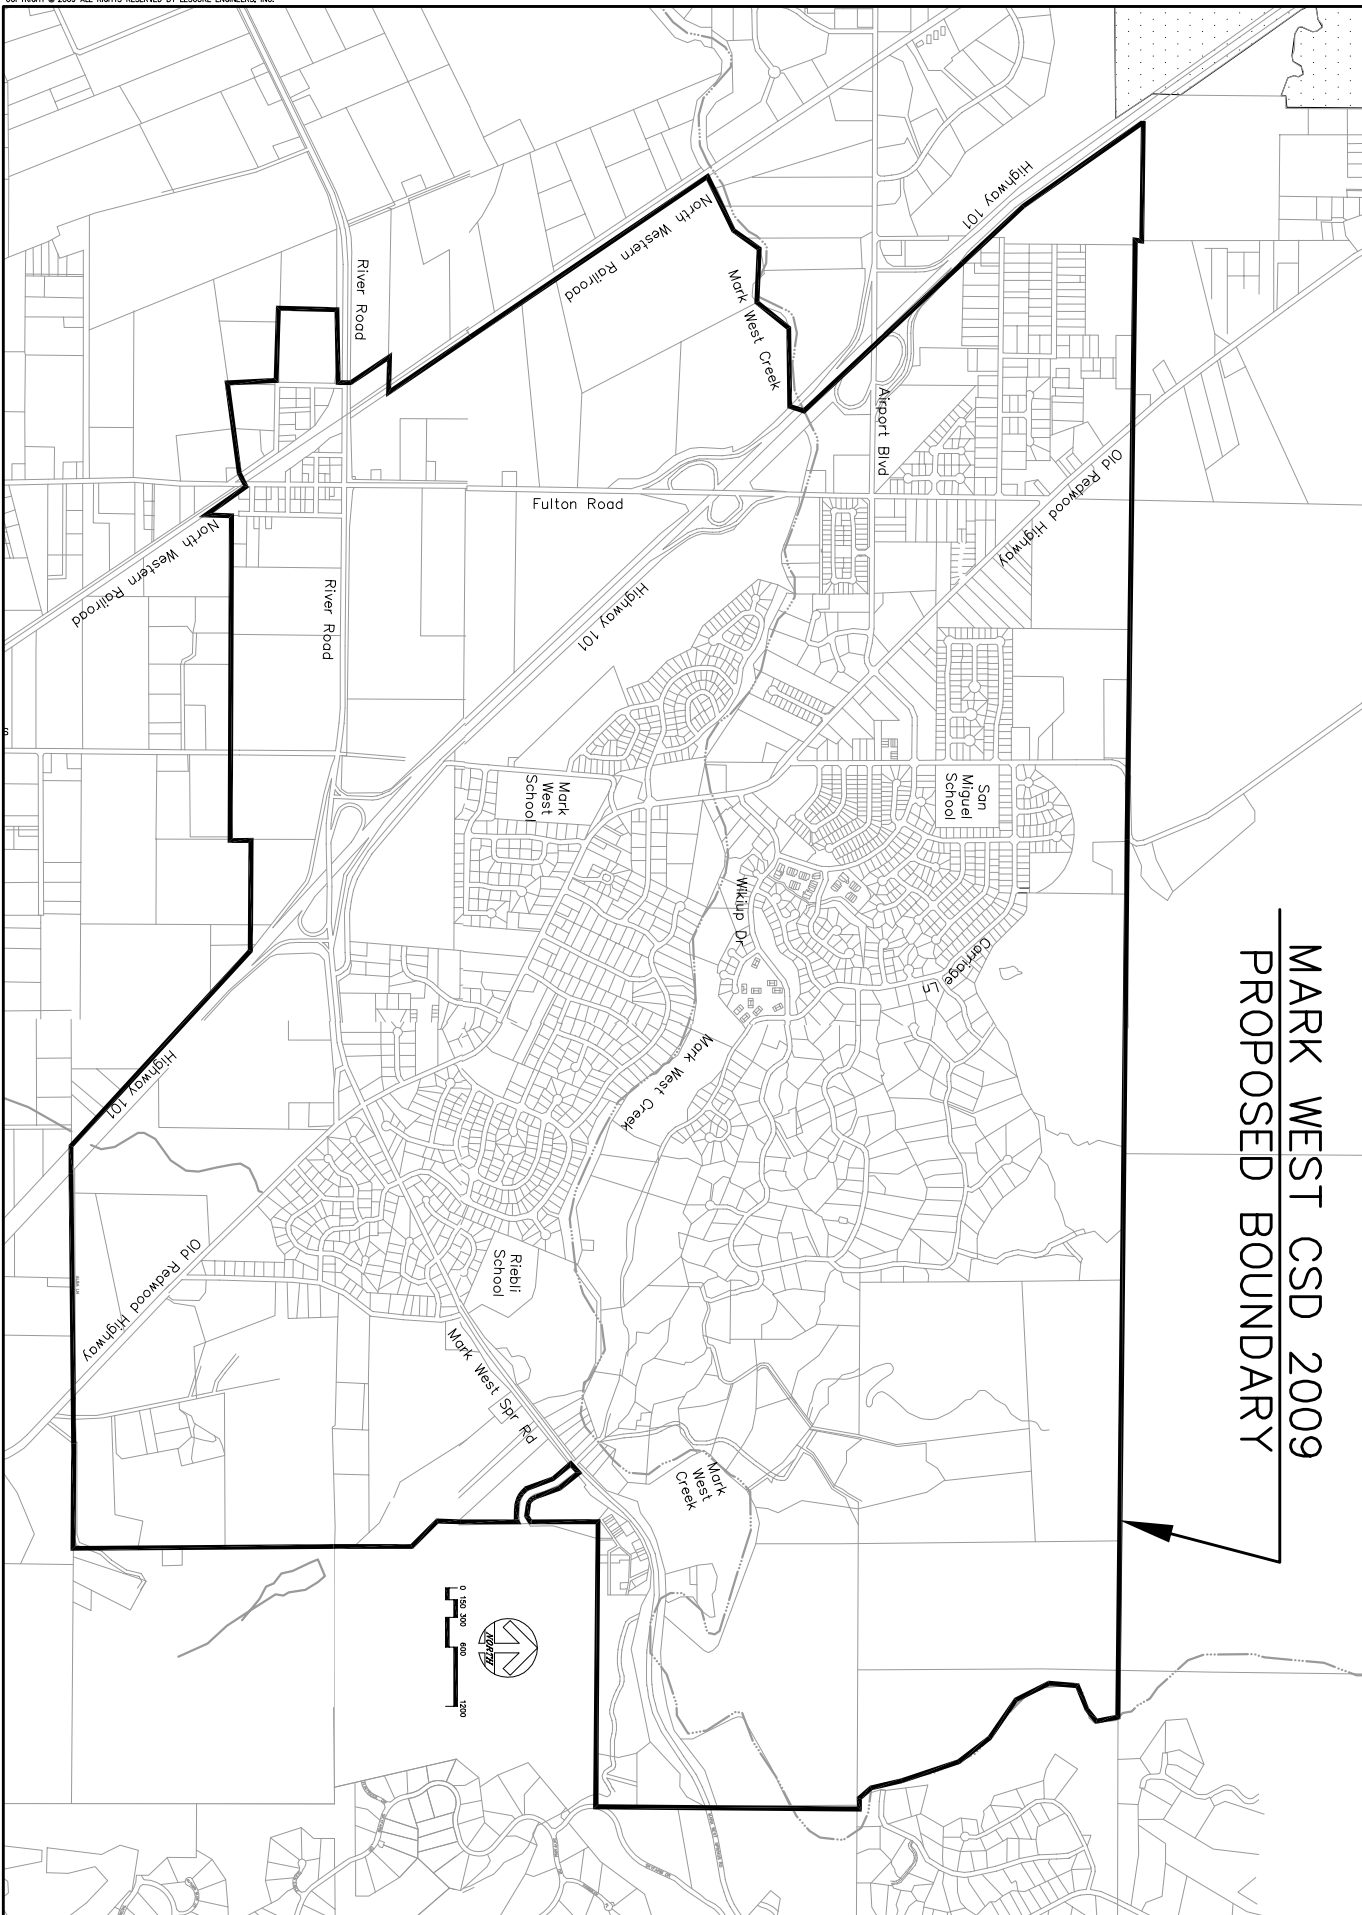 MARK WEST CSD 2009
PROPOSED BOUNDARY
Highway 101
North Western Railroad
Mark West Creek
River Road
Airport Blvd
Old Redwood Highway
Fulton Road
North Western Railroad
River Road
Highway 101
San
Miguel
School
Mark
West
School
Wikiup Dr
Carriage
Ln
Mark West Creek
Highway 101
Old Redwood Highway
Riebli
School
Mark West Spr Rd
Mark
West
Creek
NORTH
0 150 300 600 1200